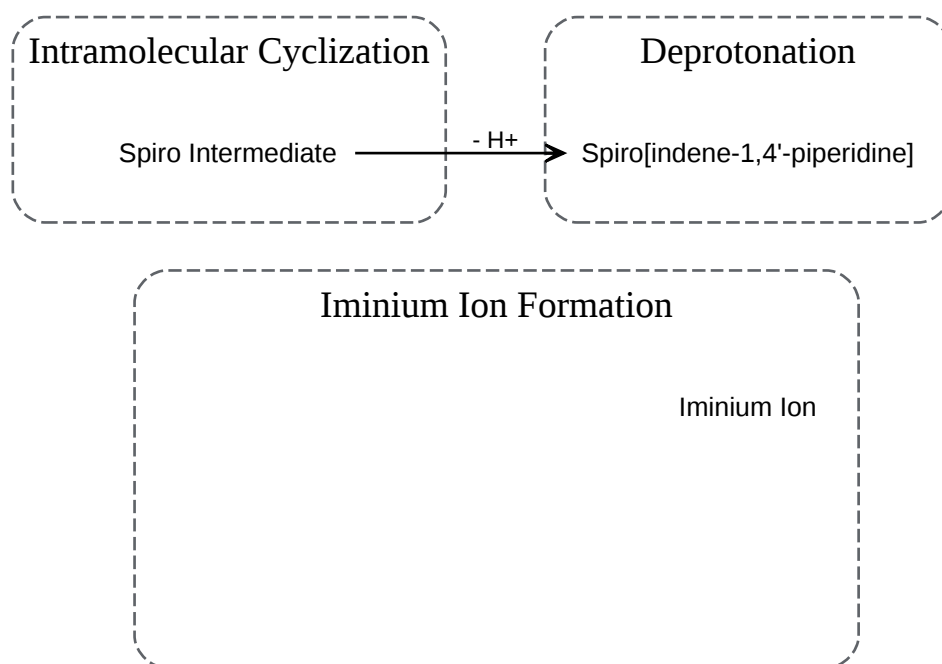 Intramolecular Cyclization
Deprotonation
Spiro Intermediate
- H+
Spiro[indene-1,4'-piperidine]
Iminium Ion Formation
Iminium Ion